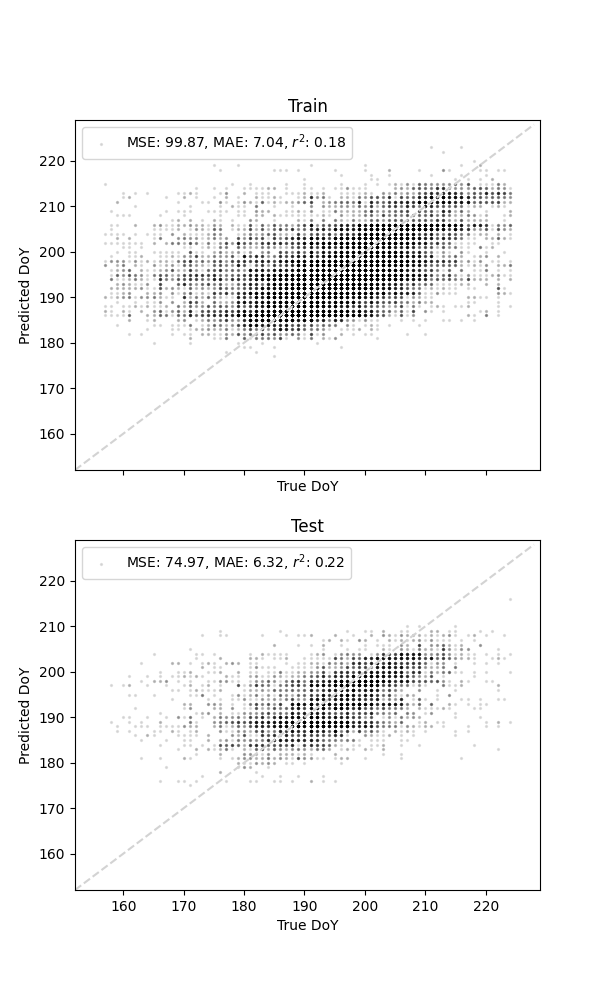 Train
MSE: 99.87, MAE: 7.04, r²: 0.18
220
210
200
190
180
170
160
Predicted DoY
True DoY
Test
MSE: 74.97, MAE: 6.32, r²: 0.22
220
210
200
190
180
170
160
Predicted DoY
160 170 180 190 200 210 220
True DoY